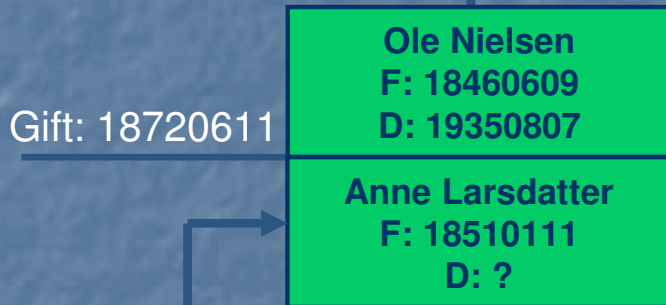 Ole Nielsen
F: 18460609
D: 19350807
Gift: 18720611
Anne Larsdatter
F: 18510111
D: ?